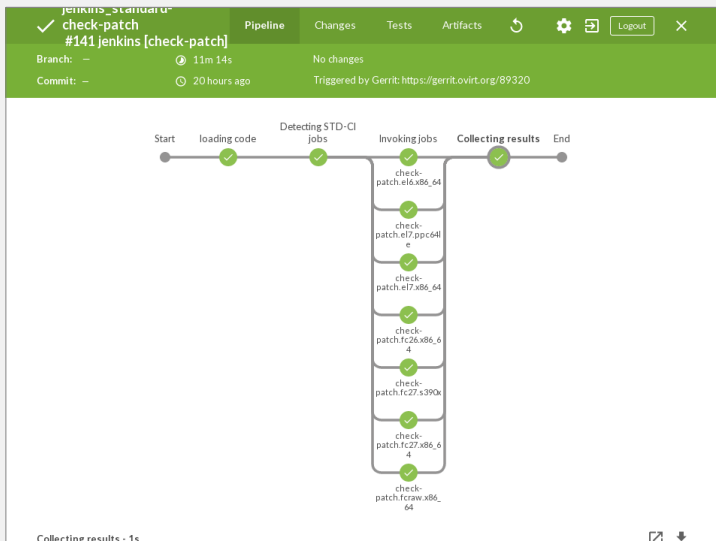 jenkins_standard-
check-patch
#141 jenkins [check-patch]
Pipeline
Changes
Tests
Artifacts
Logout
Branch: —
11m 14s
No changes
Commit: —
20 hours ago
Triggered by Gerrit: https://gerrit.ovirt.org/89320
Start
loading code
Detecting STD-CI
jobs
Invoking jobs
Collecting results
End
check-
patch.el6.x86_64
check-
patch.el7.ppc64l
e
check-
patch.el7.x86_64
check-
patch.fc26.x86_6
4
check-
patch.fc27.s390x
check-
patch.fc27.x86_6
4
check-
patch.fcraw.x86_
64
Collecting results - 1s